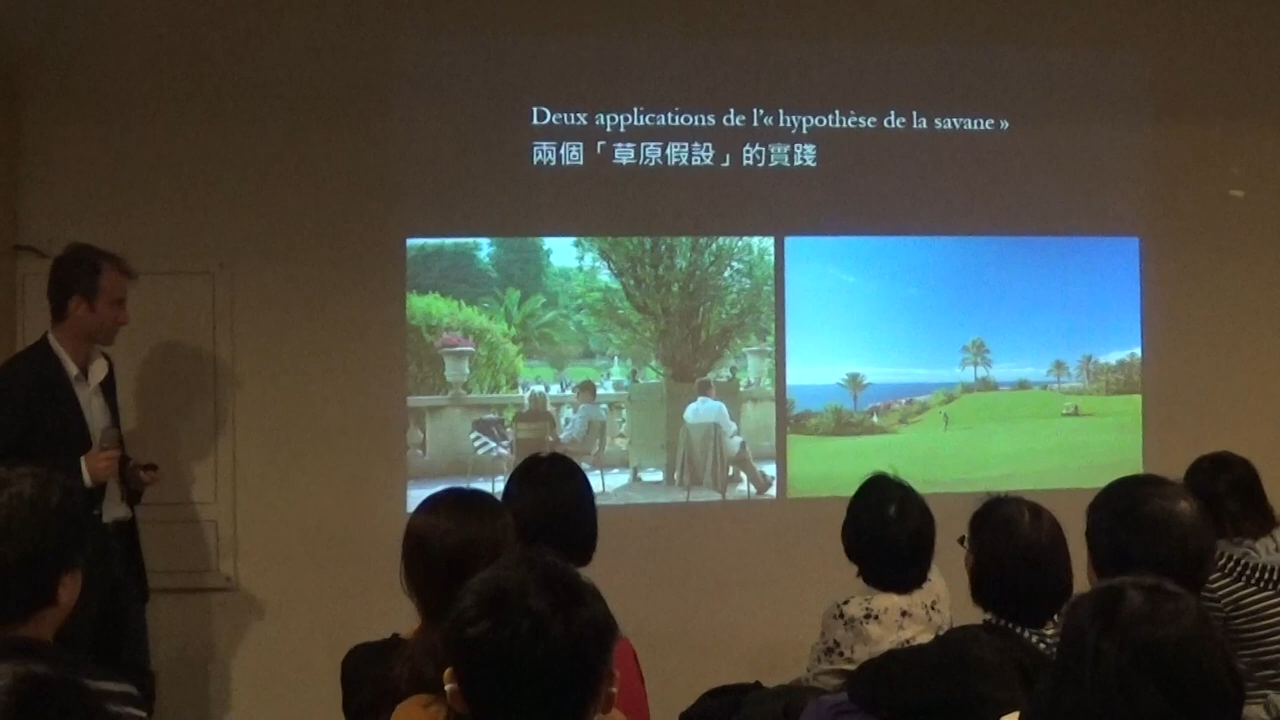 Deux applications de l'« hypothèse de la savane »
兩個「草原假設」的實踐